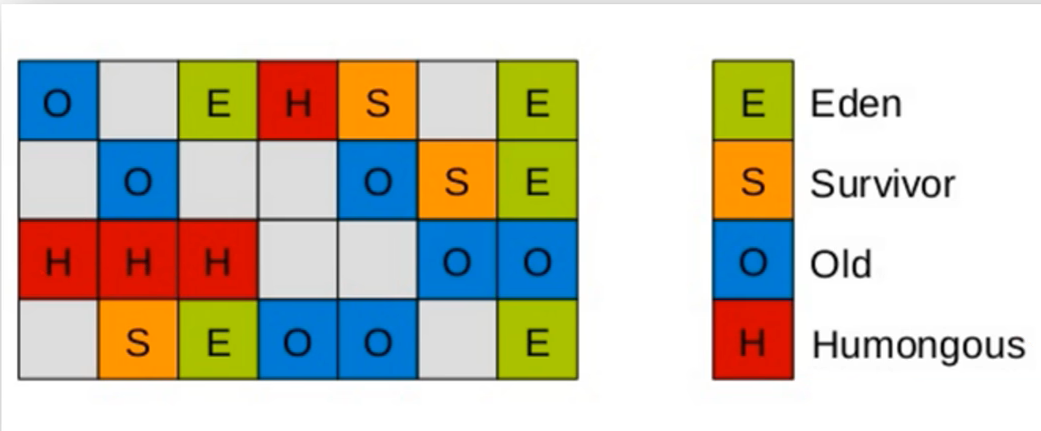 O E H S E
O O S E
H H H O O
S E O O E
E Eden
S Survivor
O Old
H Humongous